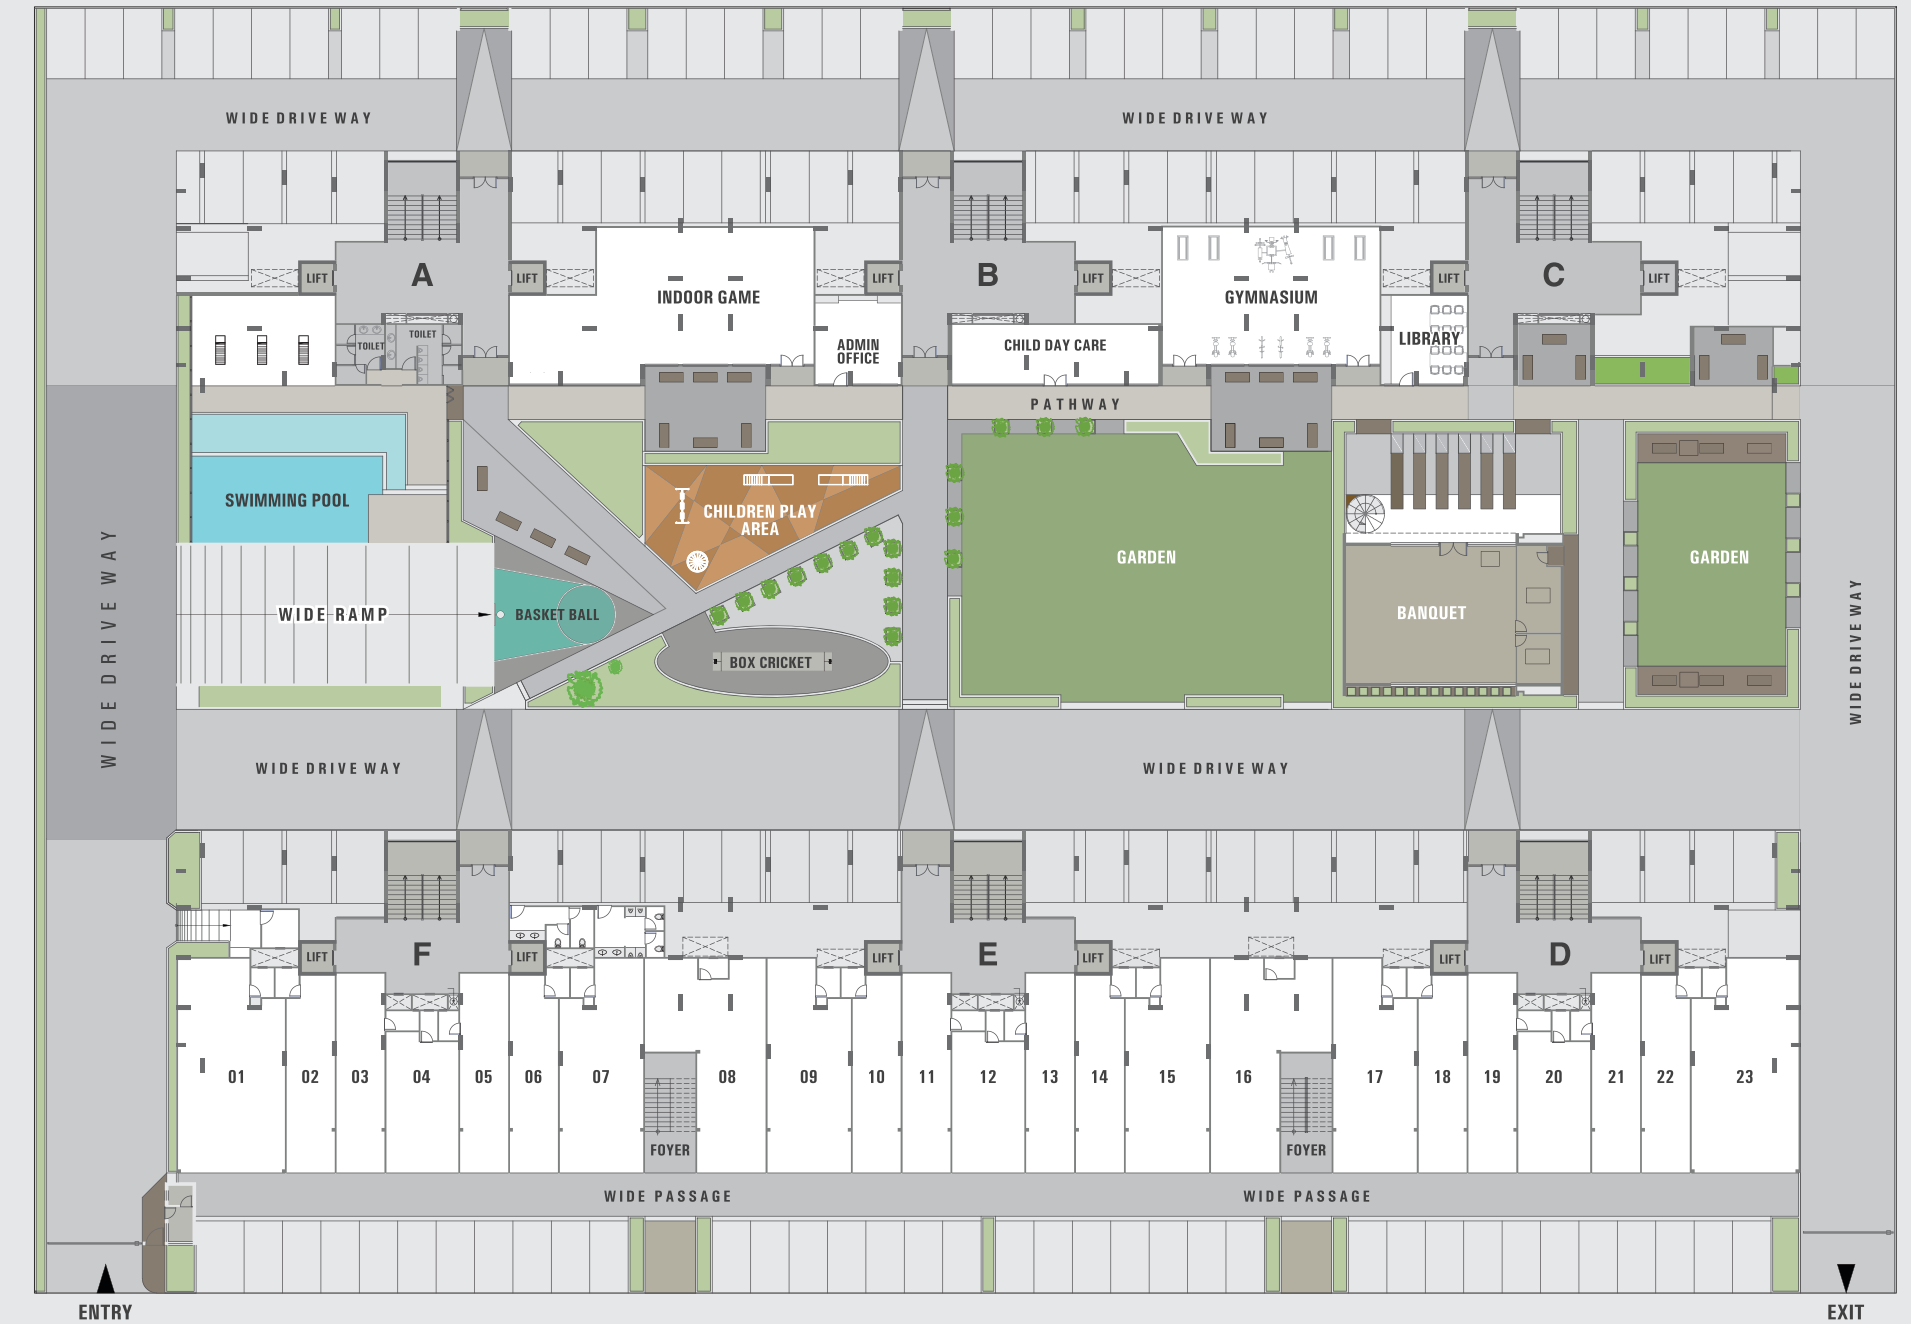 WIDE DRIVE WAY
WIDE DRIVE WAY
LIFT
A
LIFT
LIFT
B
LIFT
LIFT
C
LIFT
INDOOR GAME
GYMNASIUM
TOILET
TOILET
ADMIN
OFFICE
CHILD DAY CARE
LIBRARY
PATHWAY
SWIMMING POOL
CHILDREN PLAY
AREA
GARDEN
GARDEN
WIDE RAMP
BASKET BALL
BANQUET
BOX CRICKET
WIDE DRIVE WAY
WIDE DRIVE WAY
WIDE DRIVE WAY
WIDE DRIVE WAY
LIFT
F
LIFT
LIFT
E
LIFT
LIFT
D
LIFT
01
02
03
04
05
06
07
08
09
10
11
12
13
14
15
16
17
18
19
20
21
22
23
FOYER
FOYER
WIDE PASSAGE
WIDE PASSAGE
ENTRY
EXIT